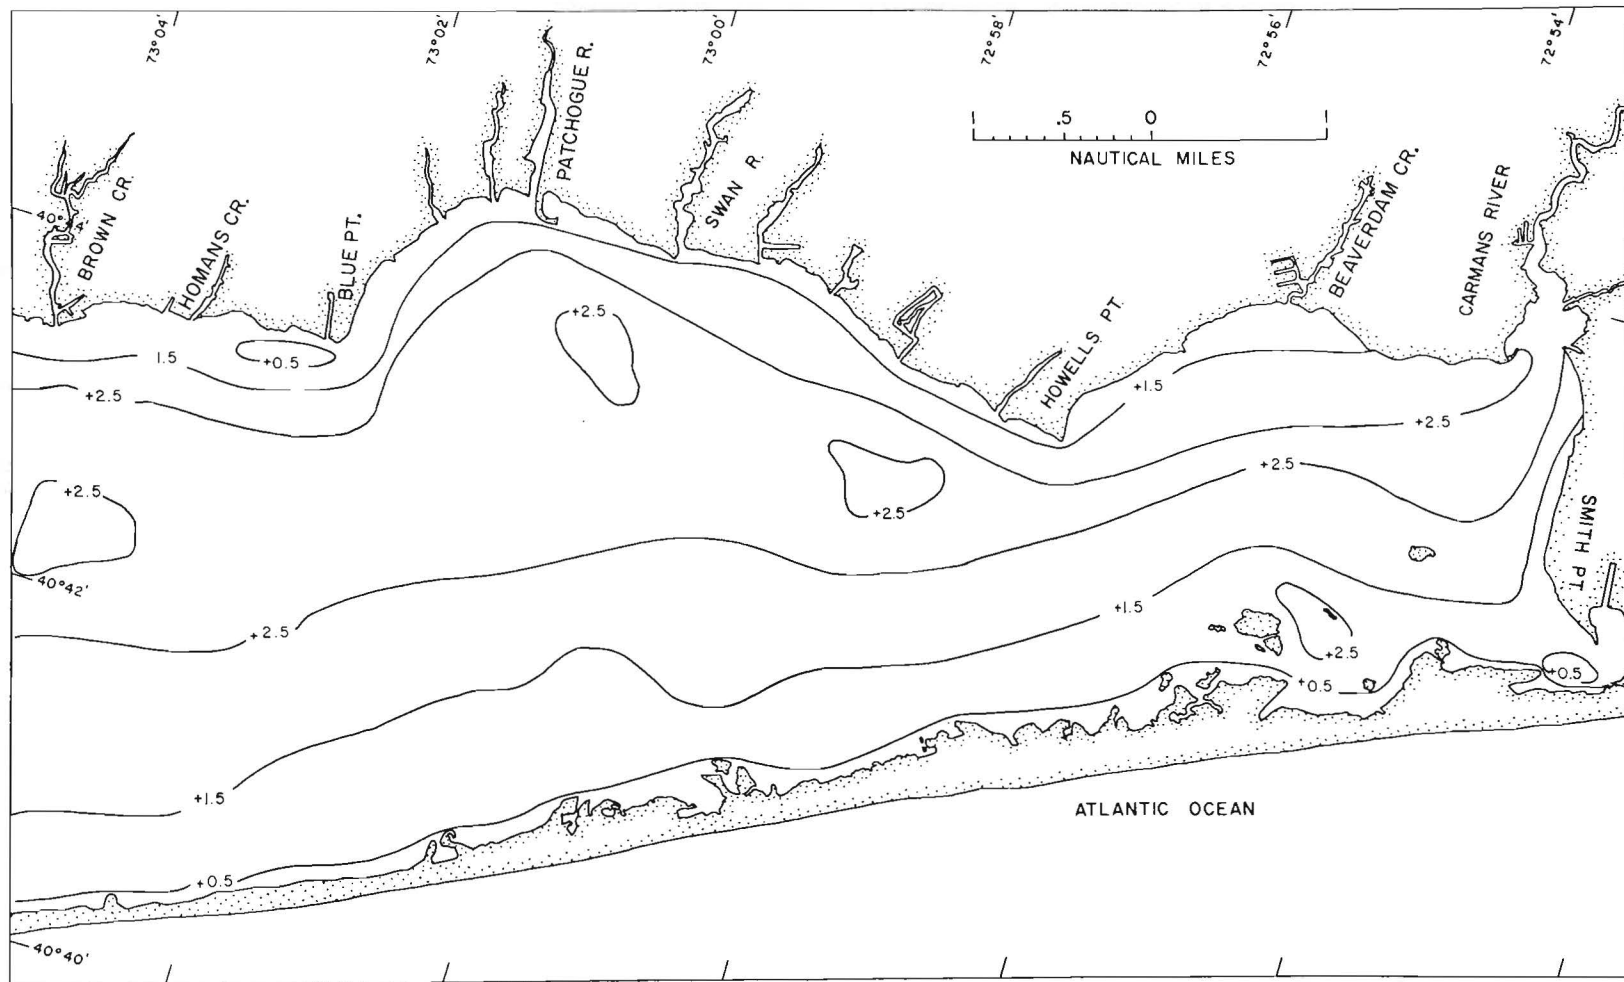 73°04'
73°02'
73°00'
72°58'
72°56'
72°54'
PATCHOGUE R.
.5
0
1
NAUTICAL MILES
SWAN R.
BEAVERDAM CR.
CARMANS RIVER
BROWN CR.
HOMANS CR.
BLUE PT.
HOWELLS PT.
+2.5
1.5
+0.5
+2.5
+1.5
+2.5
+2.5
+2.5
+2.5
SMITH PT.
40°42'
+2.5
+1.5
+2.5
+0.5
+0.5
+1.5
ATLANTIC OCEAN
+0.5
40°40'